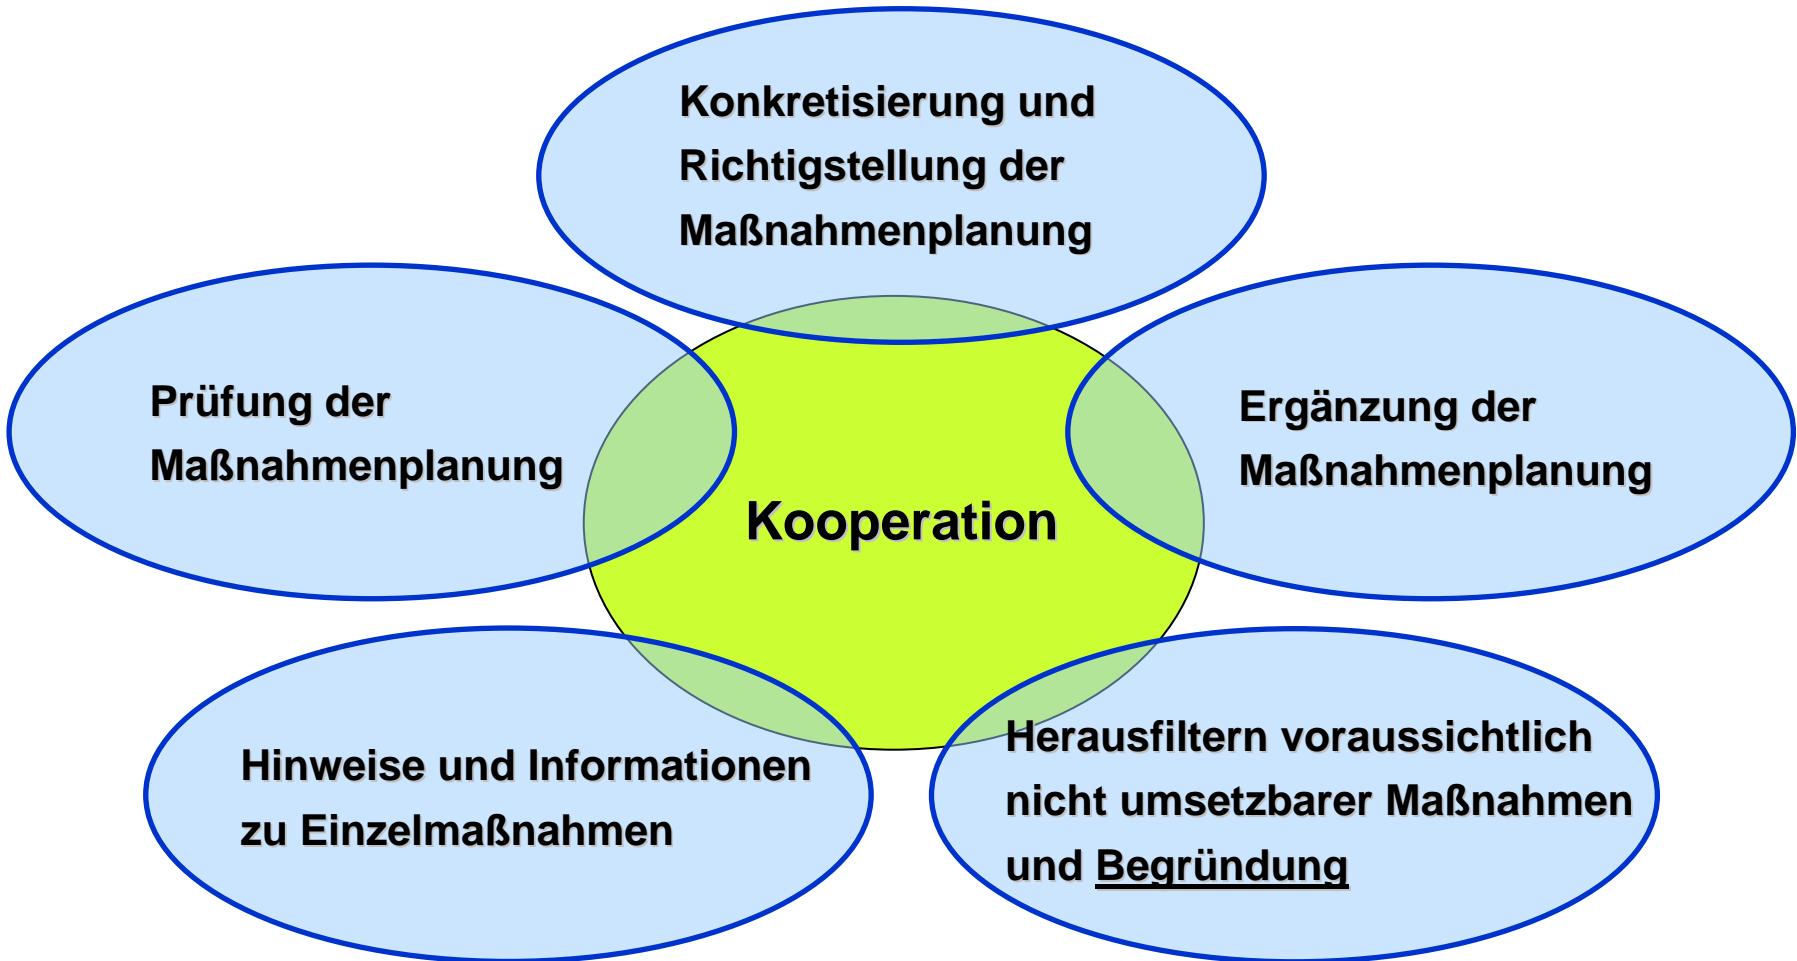 Konkretisierung und
Richtigstellung der
Maßnahmenplanung
Prüfung der
Maßnahmenplanung
Ergänzung der
Maßnahmenplanung
Kooperation
Hinweise und Informationen
zu Einzelmaßnahmen
Herausfiltern voraussichtlich
nicht umsetzbarer Maßnahmen
und Begründung